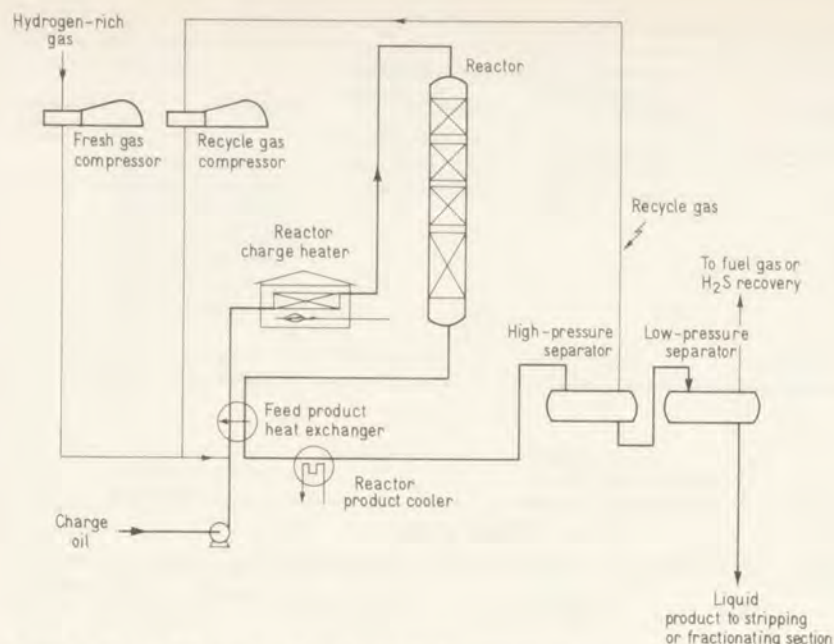 Hydrogen-rich
gas
Fresh gas
compressor
Recycle gas
compressor
Reactor
Reactor
charge heater
Recycle gas
To fuel gas or
H₂S recovery
High-pressure
separator
Low-pressure
separator
Feed product
heat exchanger
Reactor
product cooler
Charge
oil
Liquid
product to stripping
or fractionating section